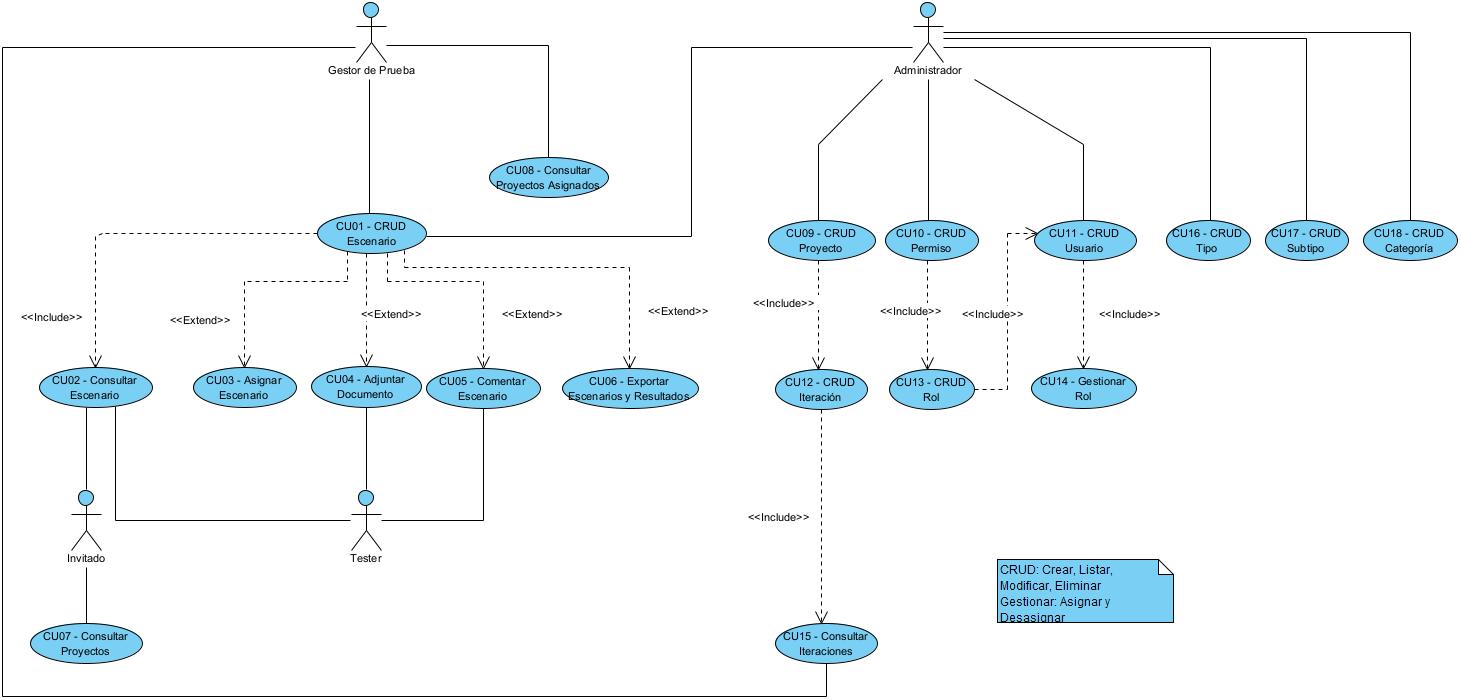 Gestor de Prueba
Administrador
CU08 - Consultar
Proyectos Asignados
CU01 - CRUD
Escenario
CU09 - CRUD
Proyecto
CU10 - CRUD
Permiso
CU11 - CRUD
Usuario
CU16 - CRUD
Tipo
CU17 - CRUD
Subtipo
CU18 - CRUD
Categoría
<<Include>>
<<Extend>>
<<Extend>>
<<Extend>>
<<Extend>>
<<Include>>
<<Include>>
<<Include>>
<<Include>>
CU02 - Consultar
Escenario
CU03 - Asignar
Escenario
CU04 - Adjuntar
Documento
CU05 - Comentar
Escenario
CU06 - Exportar
Escenarios y Resultados
CU12 - CRUD
Iteración
CU13 - CRUD
Rol
CU14 - Gestionar
Rol
<<Include>>
Invitado
Tester
CRUD: Crear, Listar,
Modificar, Eliminar
Gestionar: Asignar y
Desasignar
CU07 - Consultar
Proyectos
CU15 - Consultar
Iteraciones